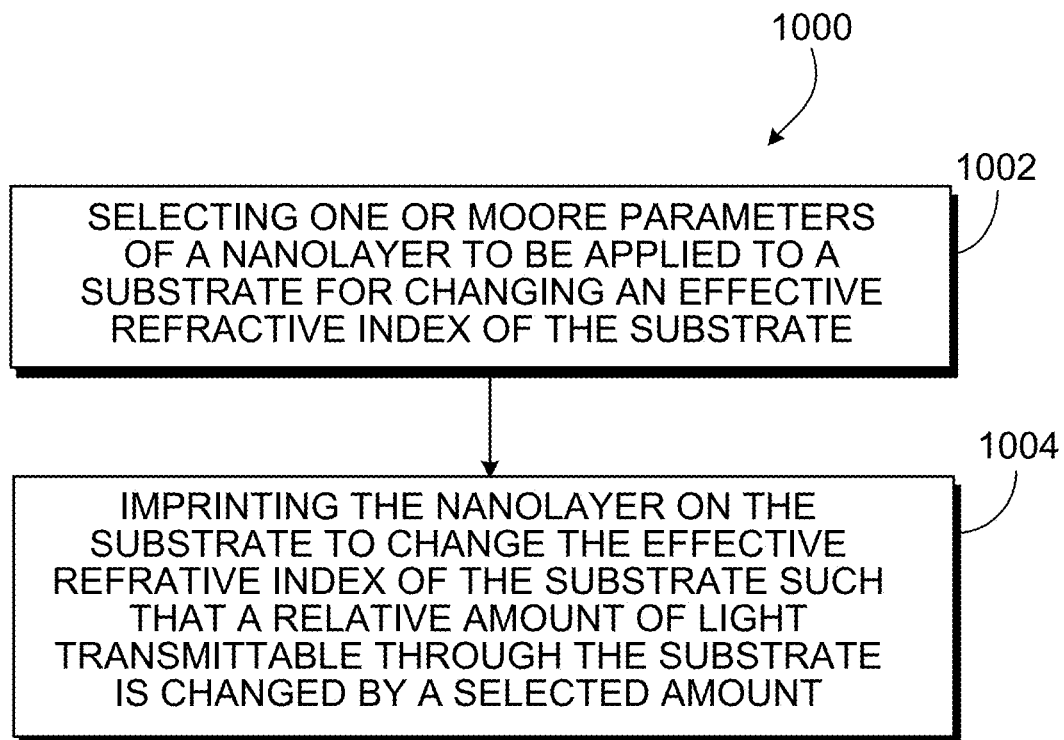 1000
1002
SELECTING ONE OR MOORE PARAMETERS
OF A NANOLAYER TO BE APPLIED TO A
SUBSTRATE FOR CHANGING AN EFFECTIVE
REFRACTIVE INDEX OF THE SUBSTRATE
1004
IMPRINTING THE NANOLAYER ON THE
SUBSTRATE TO CHANGE THE EFFECTIVE
REFRATIVE INDEX OF THE SUBSTRATE SUCH
THAT A RELATIVE AMOUNT OF LIGHT
TRANSMITTABLE THROUGH THE SUBSTRATE
IS CHANGED BY A SELECTED AMOUNT